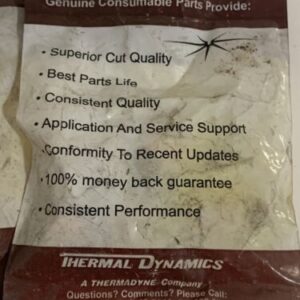 Genuine Consumable Parts Provide:
• Superior Cut Quality
• Best Parts Life
• Consistent Quality
• Application And Service Support
• Conformity To Recent Updates
• 100% money back guarantee
• Consistent Performance
THERMAL DYNAMICS
A THERMADYNE Company
Questions? Comments? Please Call: